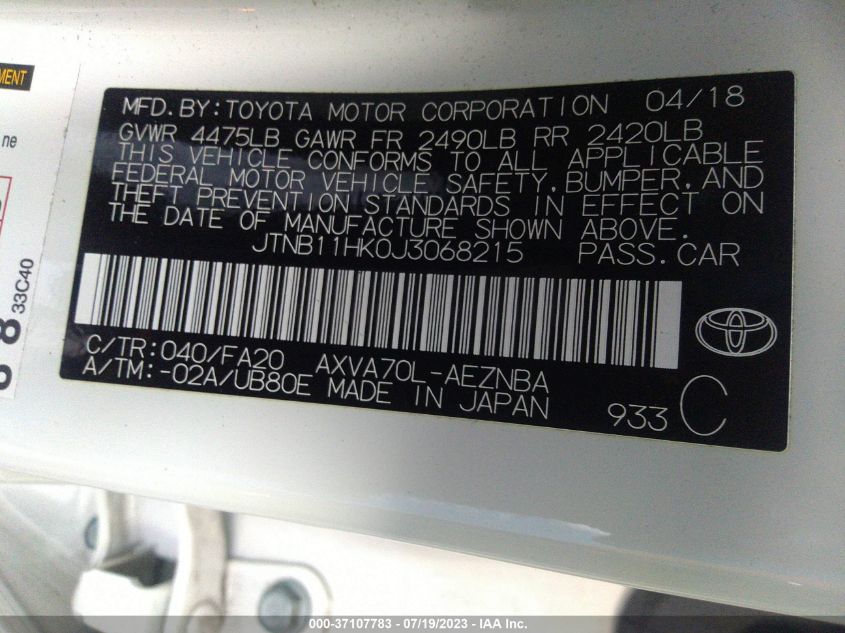 MENT
ne
8
33C40
MFD.BY:TOYOTA MOTOR CORPORATION 04/18
GVWR 4475LB GAWR FR 2490LB RR 2420LB
THIS VEHICLE CONFORMS TO ALL APPLICABLE
FEDERAL MOTOR VEHICLE SAFETY,BUMPER,AND
THEFT PREVENTION STANDARDS IN EFFECT ON
THE DATE OF MANUFACTURE SHOWN ABOVE.
JTNB11HK0J3068215 PASS.CAR
C/TR:040/FA20 AXVA70L-AEZNBA
A/TM:-02A/UB80E MADE IN JAPAN
933 C
000-37107783 - 07/19/2023 - IAA Inc.